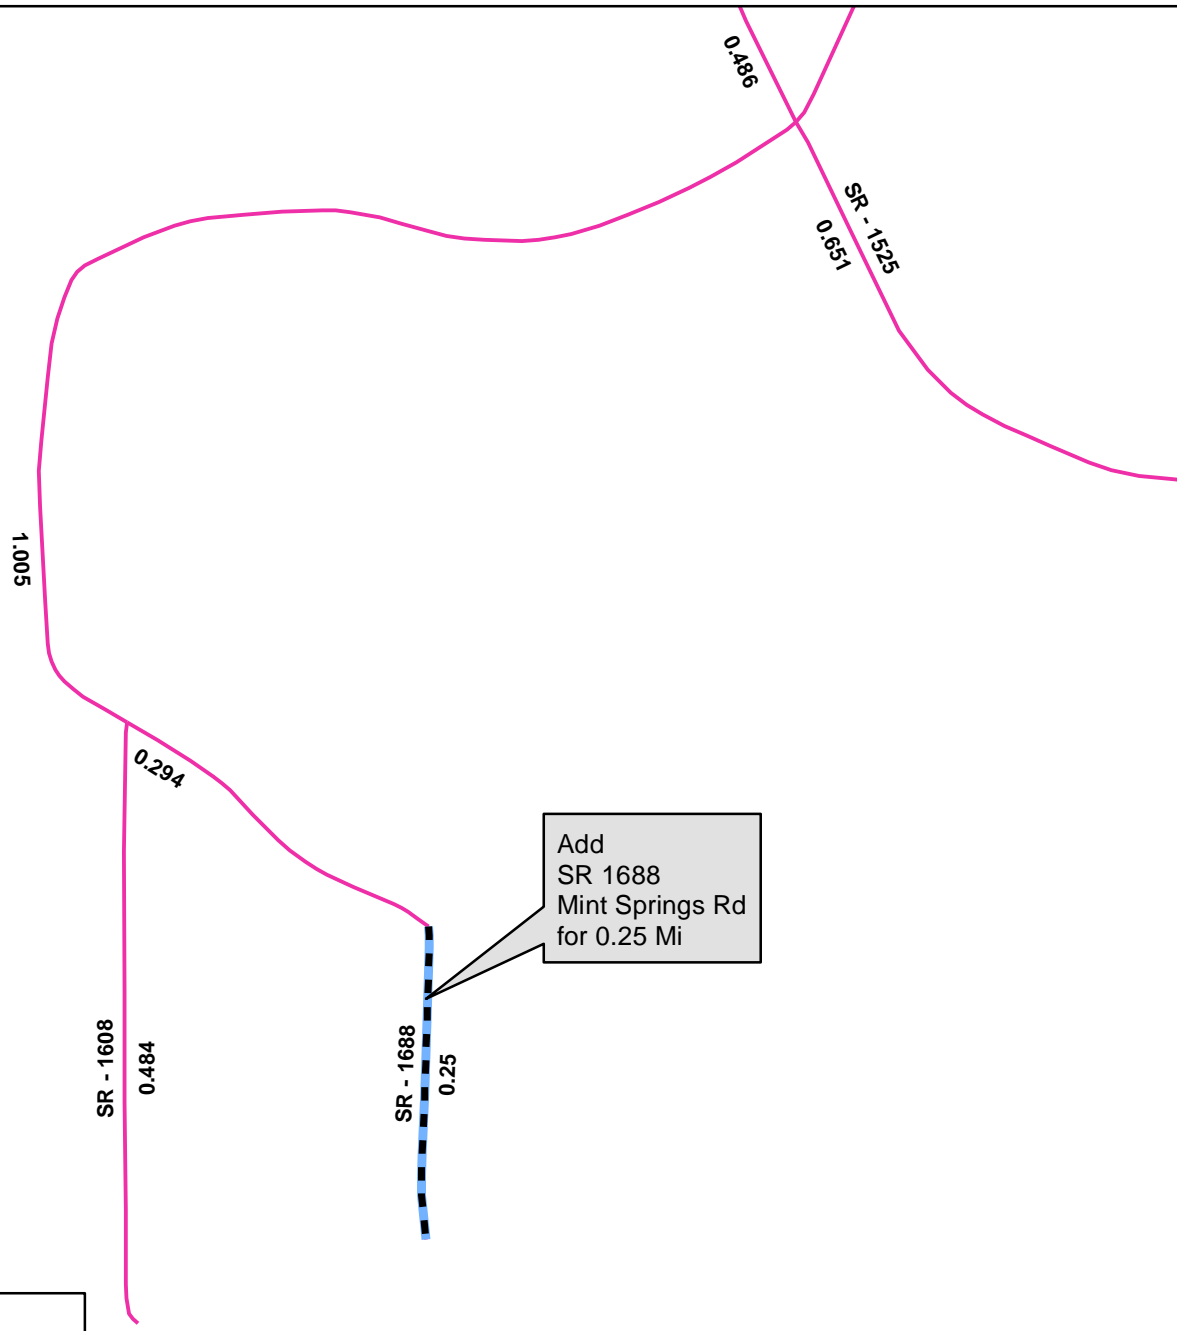 0.486
SR - 1525
0.651
1.005
0.294
Add
SR 1688
Mint Springs Rd
for 0.25 Mi
SR - 1608
0.484
SR - 1688
0.25